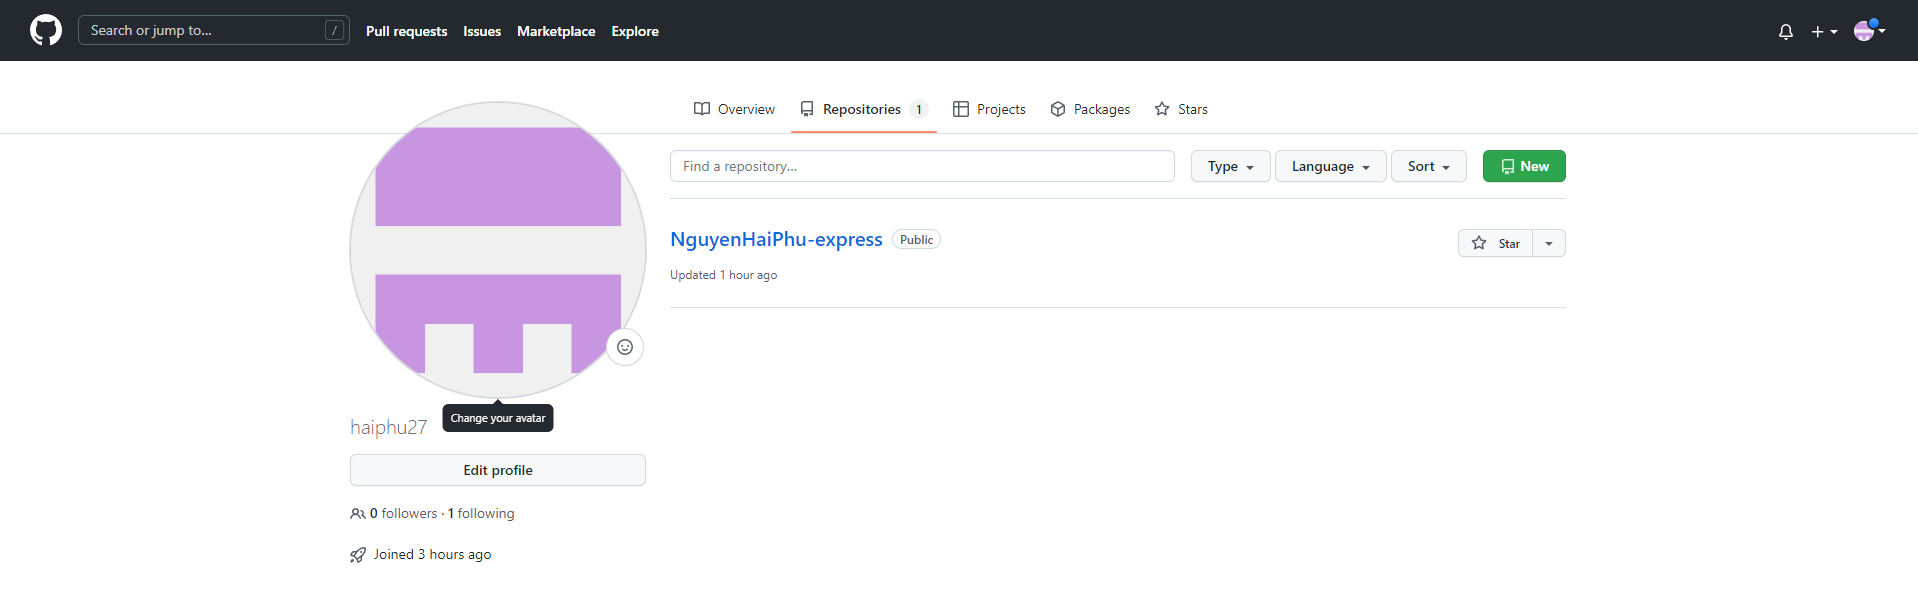 Search or jump to... / Pull requests Issues Marketplace Explore
Overview Repositories 1 Projects Packages Stars
Find a repository... Type Language Sort New
NguyenHaiPhu-express Public Star
Updated 1 hour ago
Change your avatar
haiphu27
Edit profile
0 followers · 1 following
Joined 3 hours ago